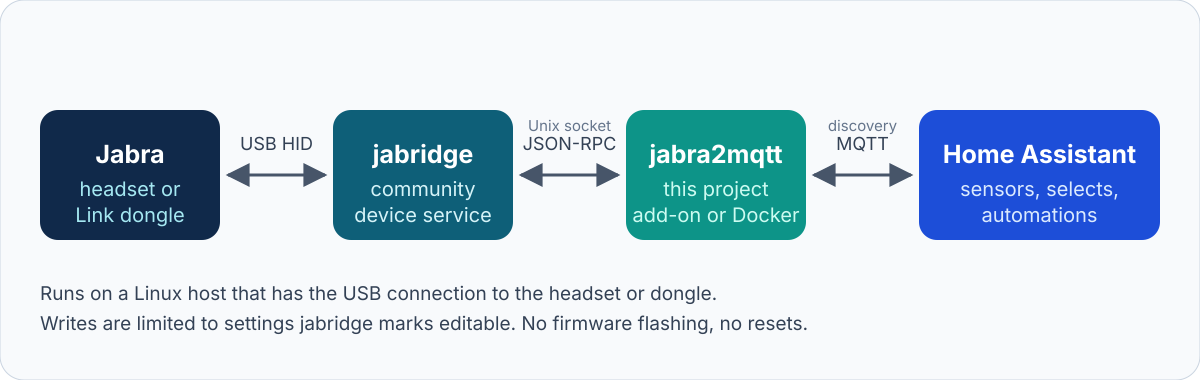 Jabra
headset or
Link dongle
USB HID
jabridge
community
device service
Unix socket
JSON-RPC
jabra2mqtt
this project
add-on or Docker
discovery
MQTT
Home Assistant
sensors, selects,
automations
Runs on a Linux host that has the USB connection to the headset or dongle.
Writes are limited to settings jabridge marks editable. No firmware flashing, no resets.